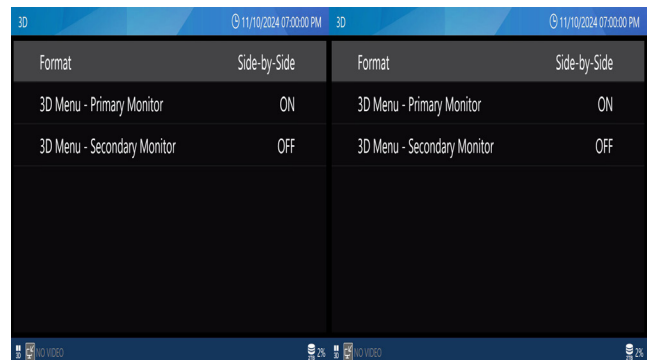 3D 11/10/2024 07:00:00 PM
Format Side-by-Side
3D Menu - Primary Monitor ON
3D Menu - Secondary Monitor OFF
3D NO VIDEO 2%
3D 11/10/2024 07:00:00 PM
Format Side-by-Side
3D Menu - Primary Monitor ON
3D Menu - Secondary Monitor OFF
3D NO VIDEO 2%